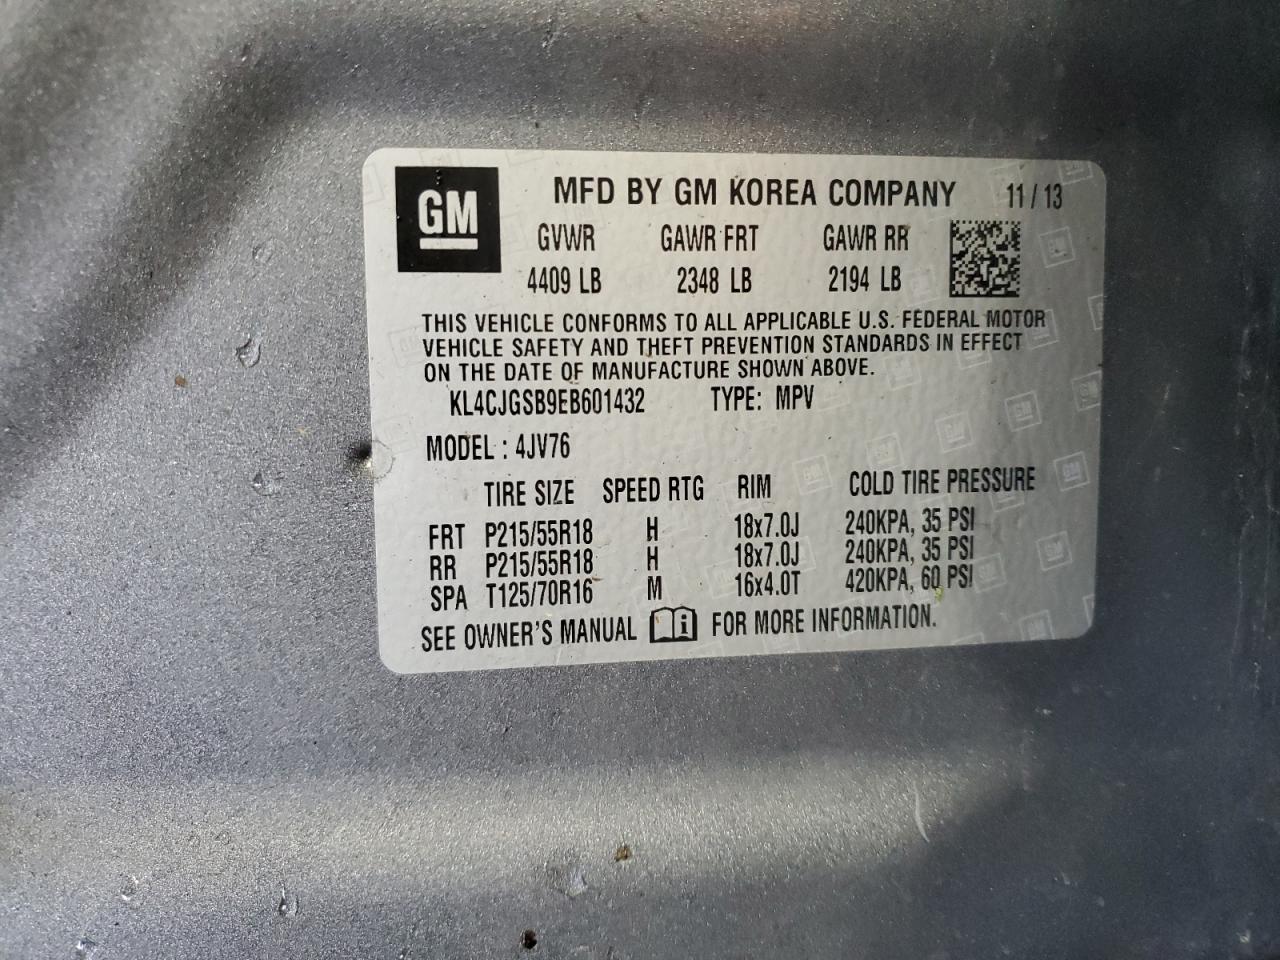 GM
MFD BY GM KOREA COMPANY 11 / 13
GVWR GAWR FRT GAWR RR
4409 LB 2348 LB 2194 LB
THIS VEHICLE CONFORMS TO ALL APPLICABLE U.S. FEDERAL MOTOR
VEHICLE SAFETY AND THEFT PREVENTION STANDARDS IN EFFECT
ON THE DATE OF MANUFACTURE SHOWN ABOVE.
KL4CJGSB9EB601432 TYPE: MPV
MODEL : 4JV76
TIRE SIZE SPEED RTG RIM COLD TIRE PRESSURE
FRT P215/55R18 H 18x7.0J 240KPA, 35 PSI
RR P215/55R18 H 18x7.0J 240KPA, 35 PSI
SPA T125/70R16 M 16x4.0T 420KPA, 60 PSI
SEE OWNER'S MANUAL i FOR MORE INFORMATION.